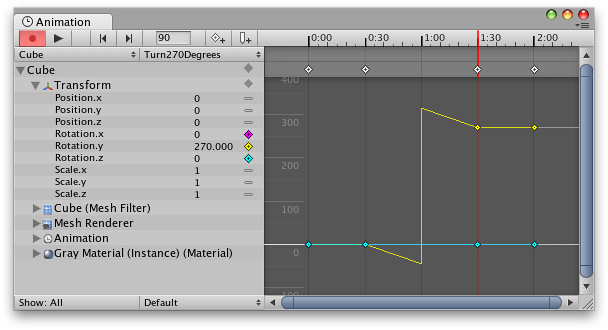 Animation
90
0:00 0:30 1:00 1:30 2:00
Cube Turn270Degrees
Cube
Transform
Position.x 0
Position.y 0
Position.z 0
Rotation.x 0
Rotation.y 270.000
Rotation.z 0
Scale.x 1
Scale.y 1
Scale.z 1
Cube (Mesh Filter)
Mesh Renderer
Animation
Gray Material (Instance) (Material)
400
300
200
100
0
Show: All Default